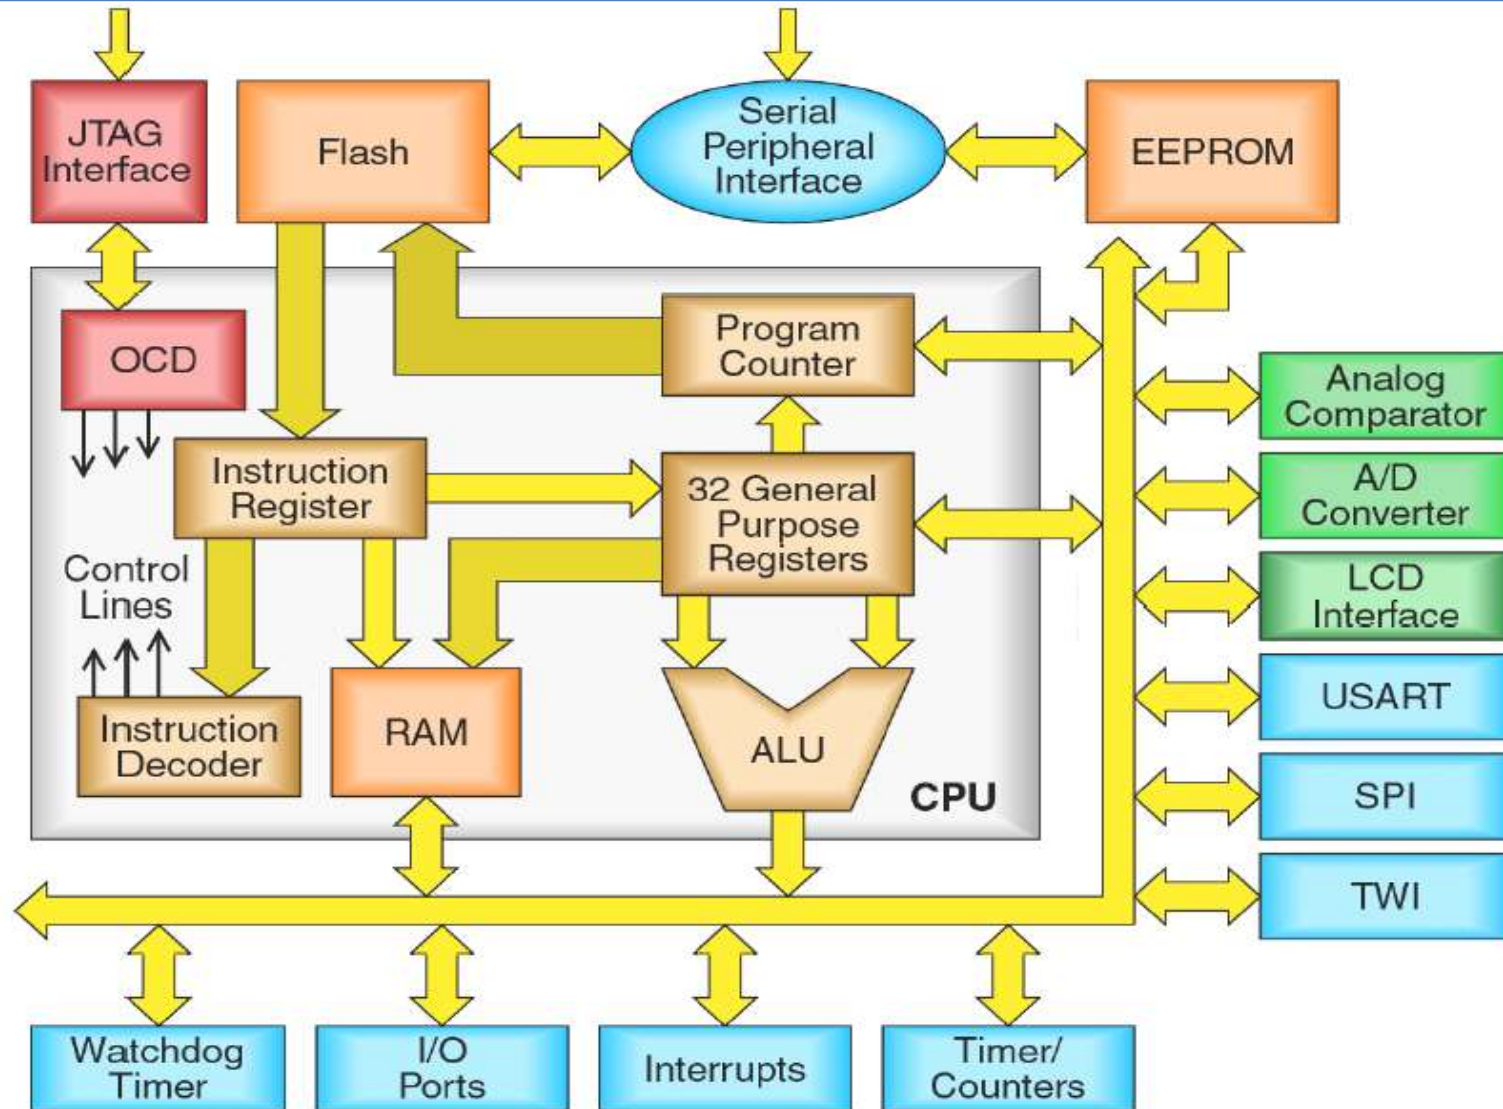 JTAG
Interface
Flash
Serial
Peripheral
Interface
EEPROM
OCD
Program
Counter
Analog
Comparator
Instruction
Register
32 General
Purpose
Registers
A/D
Converter
Control
Lines
LCD
Interface
Instruction
Decoder
RAM
ALU
CPU
USART
SPI
TWI
Watchdog
Timer
I/O
Ports
Interrupts
Timer/
Counters